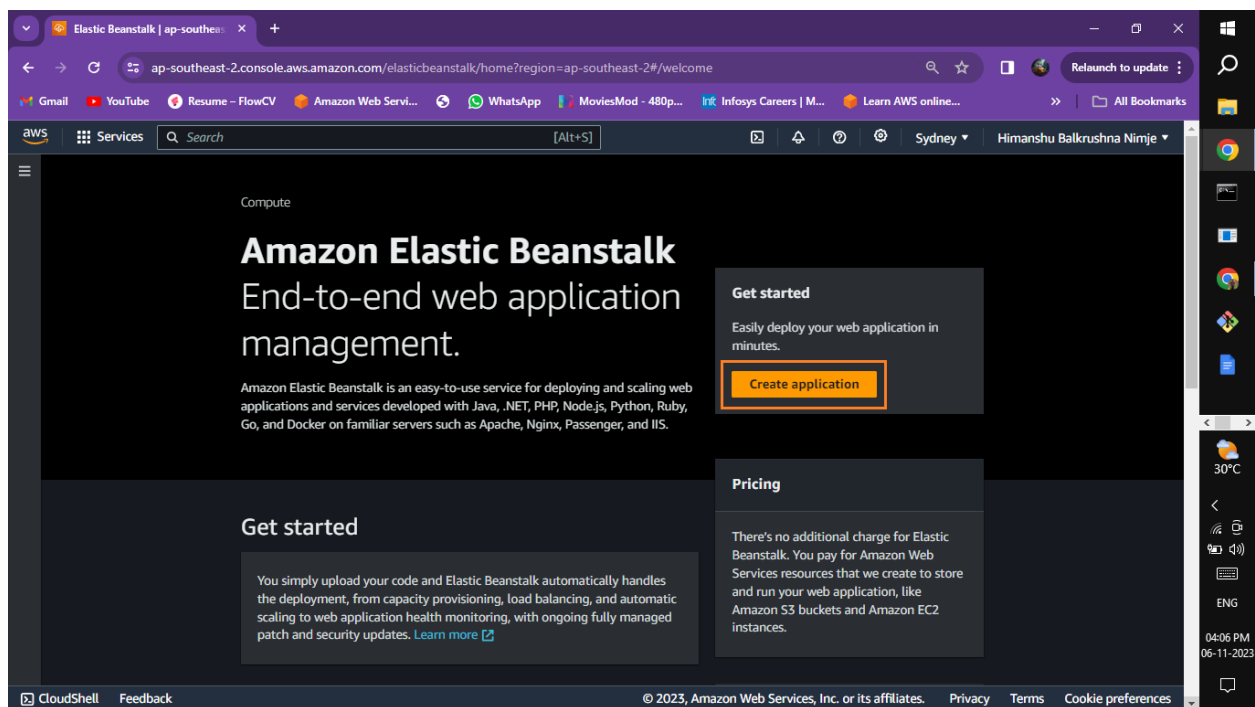 Elastic Beanstalk | ap-southeas
ap-southeast-2.console.aws.amazon.com/elasticbeanstalk/home?region=ap-southeast-2#/welcome
Relaunch to update
Gmail
YouTube
Resume – FlowCV
Amazon Web Servi...
WhatsApp
MoviesMod - 480p...
Infosys Careers | M...
Learn AWS online...
»
All Bookmarks
aws
Services
Search
[Alt+S]
Sydney
Himanshu Balkrushna Nimje
Compute
Amazon Elastic Beanstalk
End-to-end web application
management.
Amazon Elastic Beanstalk is an easy-to-use service for deploying and scaling web
applications and services developed with Java, .NET, PHP, Node.js, Python, Ruby,
Go, and Docker on familiar servers such as Apache, Nginx, Passenger, and IIS.
Get started
Easily deploy your web application in
minutes.
Create application
Pricing
There's no additional charge for Elastic
Beanstalk. You pay for Amazon Web
Services resources that we create to store
and run your web application, like
Amazon S3 buckets and Amazon EC2
instances.
Get started
You simply upload your code and Elastic Beanstalk automatically handles
the deployment, from capacity provisioning, load balancing, and automatic
scaling to web application health monitoring, with ongoing fully managed
patch and security updates. Learn more
CloudShell
Feedback
© 2023, Amazon Web Services, Inc. or its affiliates.
Privacy
Terms
Cookie preferences
30°C
ENG
04:06 PM
06-11-2023